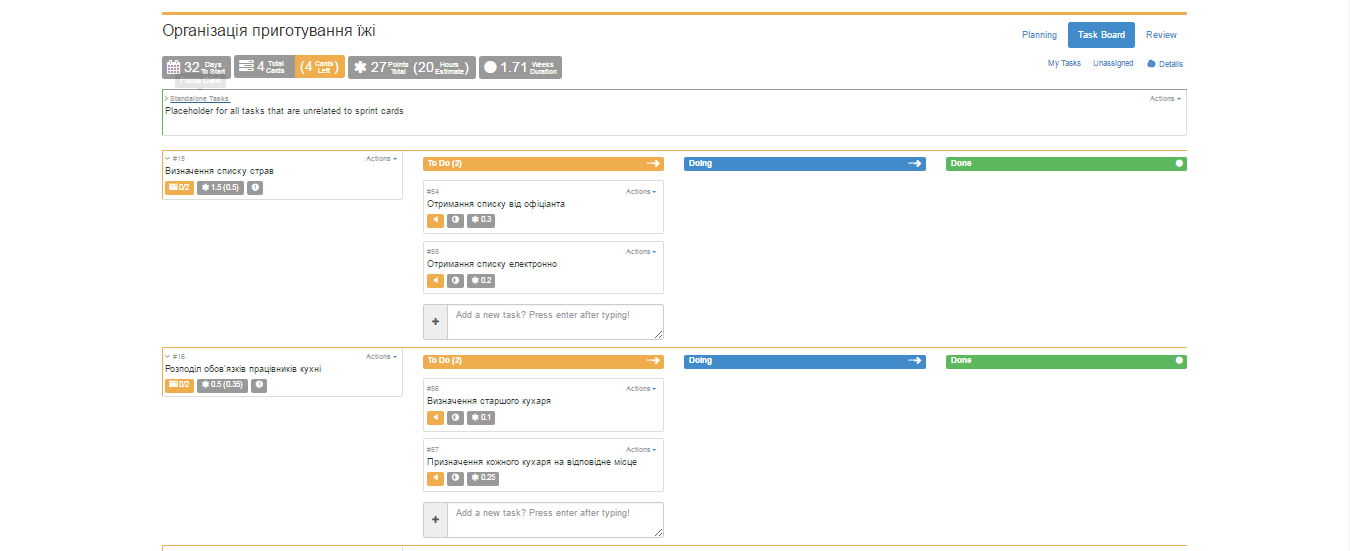 Організація приготування їжі
Planning Task Board Review
32 Days To Start 4 Total Cards (4 Cards Left) 27 Points Total (20 Hours Estimate) 1.71 Weeks Duration
My Tasks Unassigned Details
Standalone Tasks Actions
Placeholder for all tasks that are unrelated to sprint cards
#15 Actions
Визначення списку страв
0/2 1.5 (0.5)
To Do (2) Doing Done
#54 Actions
Отримання списку від офіціанта
0.3
#55 Actions
Отримання списку електронно
0.2
Add a new task? Press enter after typing!
#16 Actions
Розподіл обов'язків працівників кухні
0/2 0.5 (0.35)
To Do (2) Doing Done
#56 Actions
Визначення старшого кухаря
0.1
#57 Actions
Призначення кожного кухаря на відповідне місце
0.25
Add a new task? Press enter after typing!